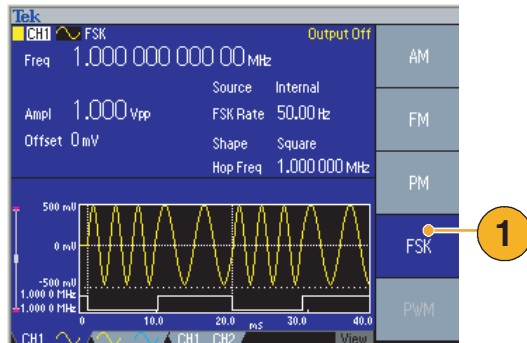 Tek
CH1 FSK Output Off
Freq 1.000 000 000 00 MHz
Source Internal
Ampl 1.000 Vpp FSK Rate 50.00 Hz
Offset 0 mV
Shape Square
Hop Freq 1.000 000 MHz
500 mV
0 mV
-500 mV
1.000 0 MHz
1.000 0 MHz
0 10.0 20.0 ms 30.0 40.0
CH1 CH1 CH2 View
AM
FM
PM
FSK
PWM
1